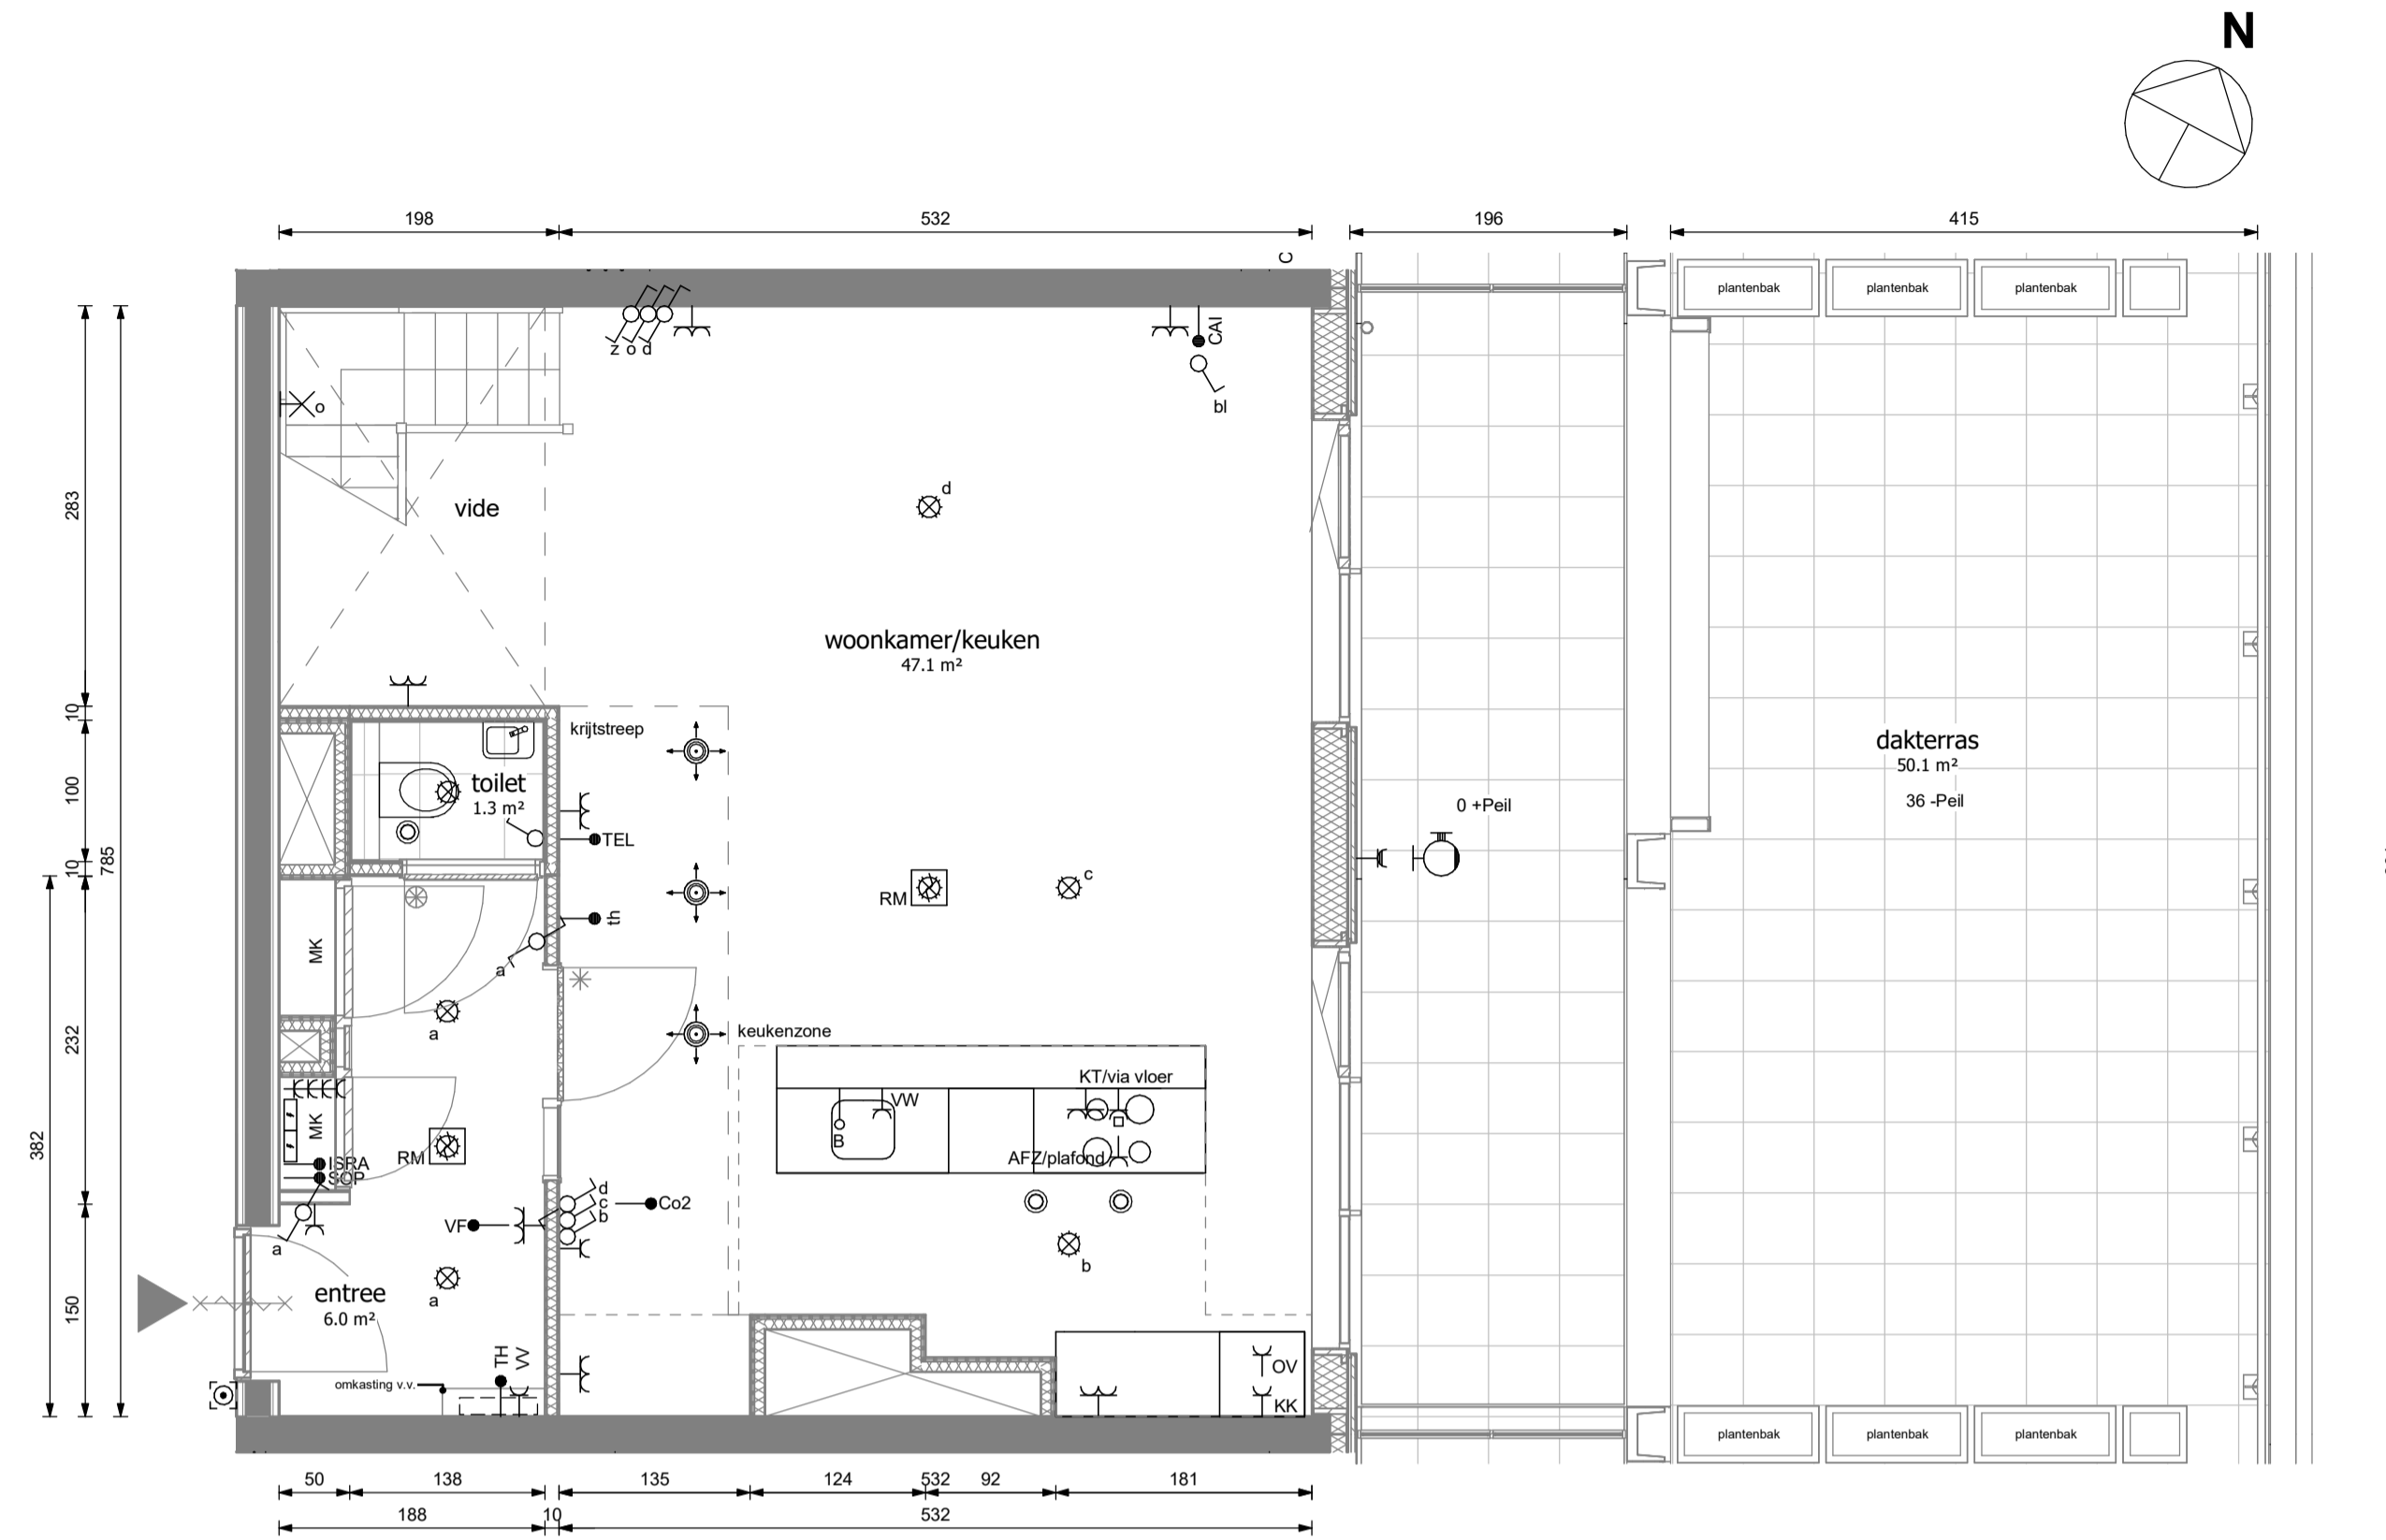 N
198
532
196
415
C
plantenbak
plantenbak
plantenbak
z o d
CAI
bl
o
d
vide
283
woonkamer/keuken
47.1 m²
10
krijtstreep
toilet
1.3 m²
TEL
100
10
785
dakterras
50.1 m²
36 -Peil
0 +Peil
RM
c
th
a
MK
a
232
382
keukenzone
KT/via vloer
VW
B
AFZ/plafond
MK
RM
ISRA
SOP
d
c
b
Co2
VF
a
b
entree
6.0 m²
a
150
TH
VV
omkasting v.v.
OV
KK
plantenbak
plantenbak
plantenbak
50
138
135
124
532
92
181
188
10
532